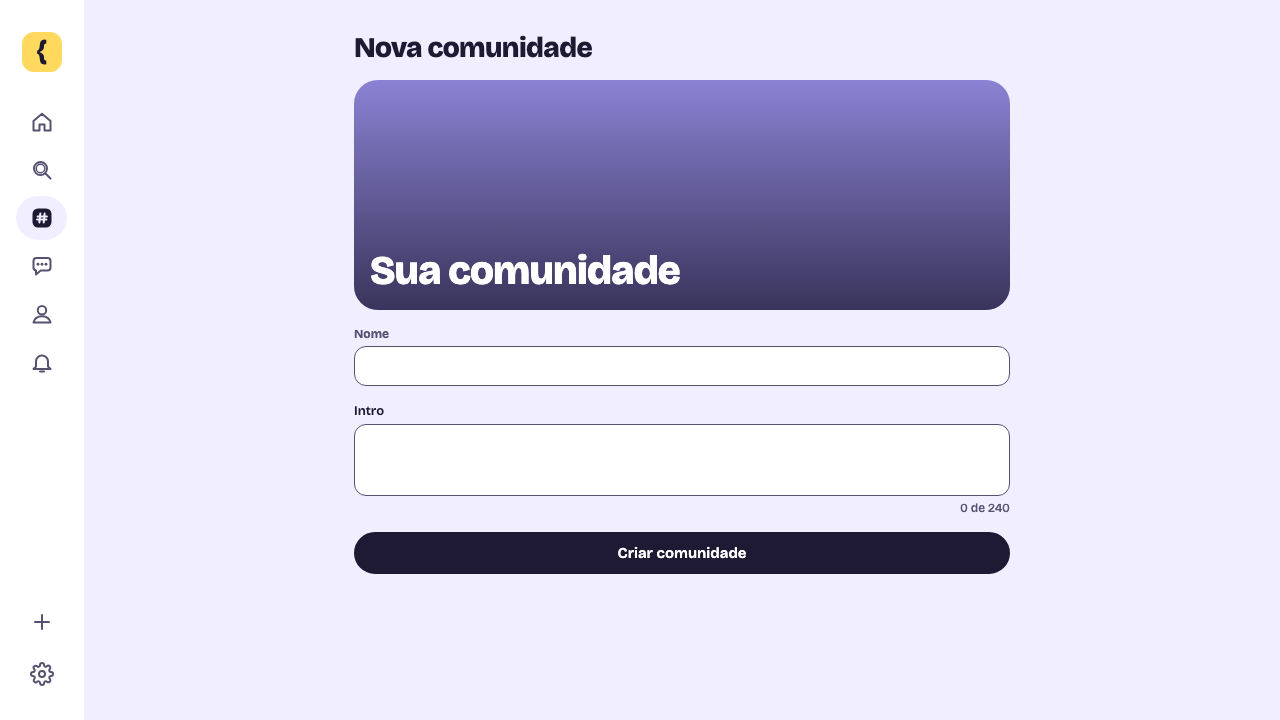 {
Nova comunidade
Sua comunidade
Nome
Intro
0 de 240
Criar comunidade